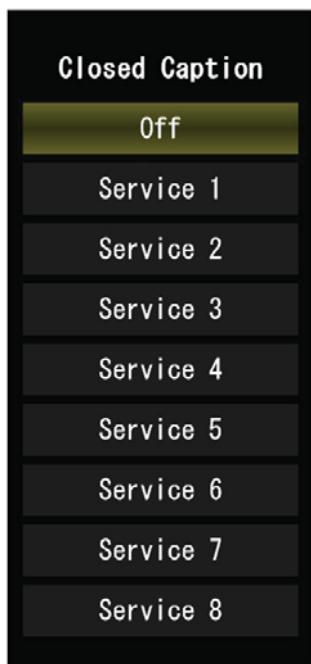 Closed Caption
Off
Service 1
Service 2
Service 3
Service 4
Service 5
Service 6
Service 7
Service 8